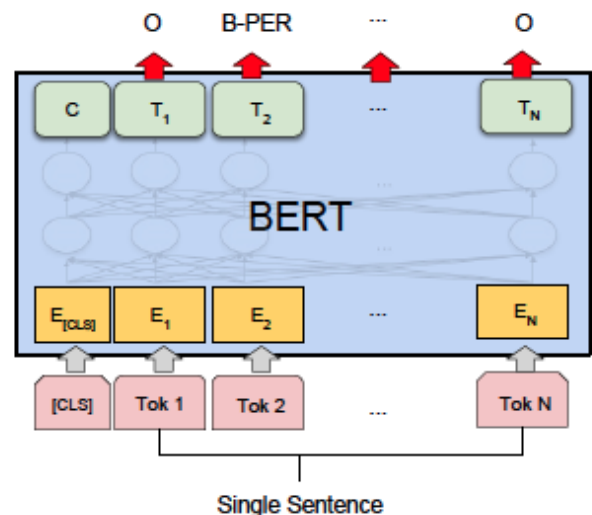 O B-PER ... O
C T1 T2 ... TN
...
BERT
...
E[CLS] E1 E2 ... EN
[CLS] Tok 1 Tok 2 ... Tok N
Single Sentence